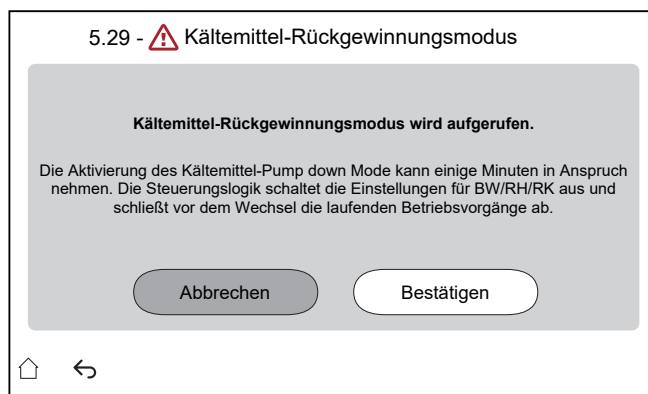 5.29 - Kältemittel-Rückgewinnungsmodus
Kältemittel-Rückgewinnungsmodus wird aufgerufen.
Die Aktivierung des Kältemittel-Pump down Mode kann einige Minuten in Anspruch
nehmen. Die Steuerungslogik schaltet die Einstellungen für BW/RH/RK aus und
schließt vor dem Wechsel die laufenden Betriebsvorgänge ab.
Abbrechen
Bestätigen